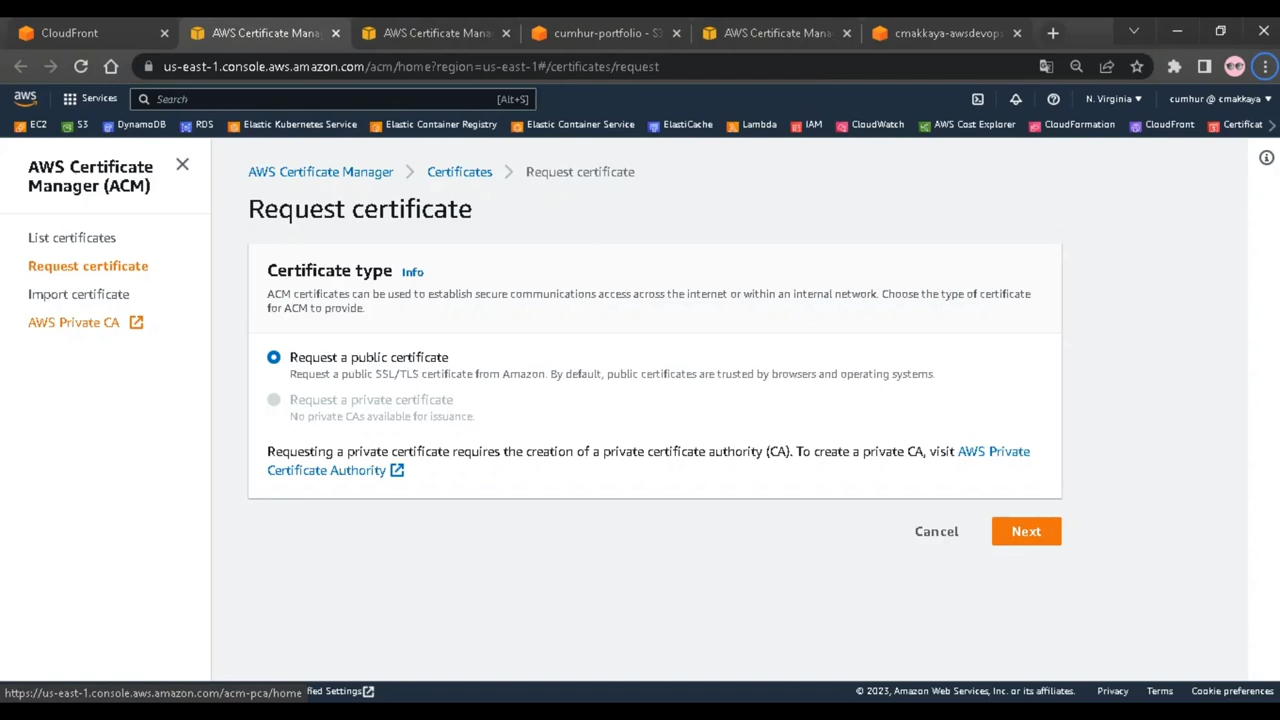 CloudFront
AWS Certificate Mana
AWS Certificate Mana
cumhur-portfolio - S3
AWS Certificate Mana
cmakkaya-awsdevops
us-east-1.console.aws.amazon.com/acm/home?region=us-east-1#/certificates/request
aws
Services
Search
[Alt+S]
N. Virginia
cumhur @ cmakkaya
EC2
S3
DynamoDB
RDS
Elastic Kubernetes Service
Elastic Container Registry
Elastic Container Service
ElastiCache
Lambda
IAM
CloudWatch
AWS Cost Explorer
CloudFormation
CloudFront
Certificat
AWS Certificate
Manager (ACM)
List certificates
Request certificate
Import certificate
AWS Private CA
AWS Certificate Manager
Certificates
Request certificate
Request certificate
Certificate type Info
ACM certificates can be used to establish secure communications access across the internet or within an internal network. Choose the type of certificate
for ACM to provide.
Request a public certificate
Request a public SSL/TLS certificate from Amazon. By default, public certificates are trusted by browsers and operating systems.
Request a private certificate
No private CAs available for issuance.
Requesting a private certificate requires the creation of a private certificate authority (CA). To create a private CA, visit AWS Private
Certificate Authority
Cancel
Next
https://us-east-1.console.aws.amazon.com/acm-pca/home
fied Settings
© 2023, Amazon Web Services, Inc. or its affiliates.
Privacy
Terms
Cookie preferences